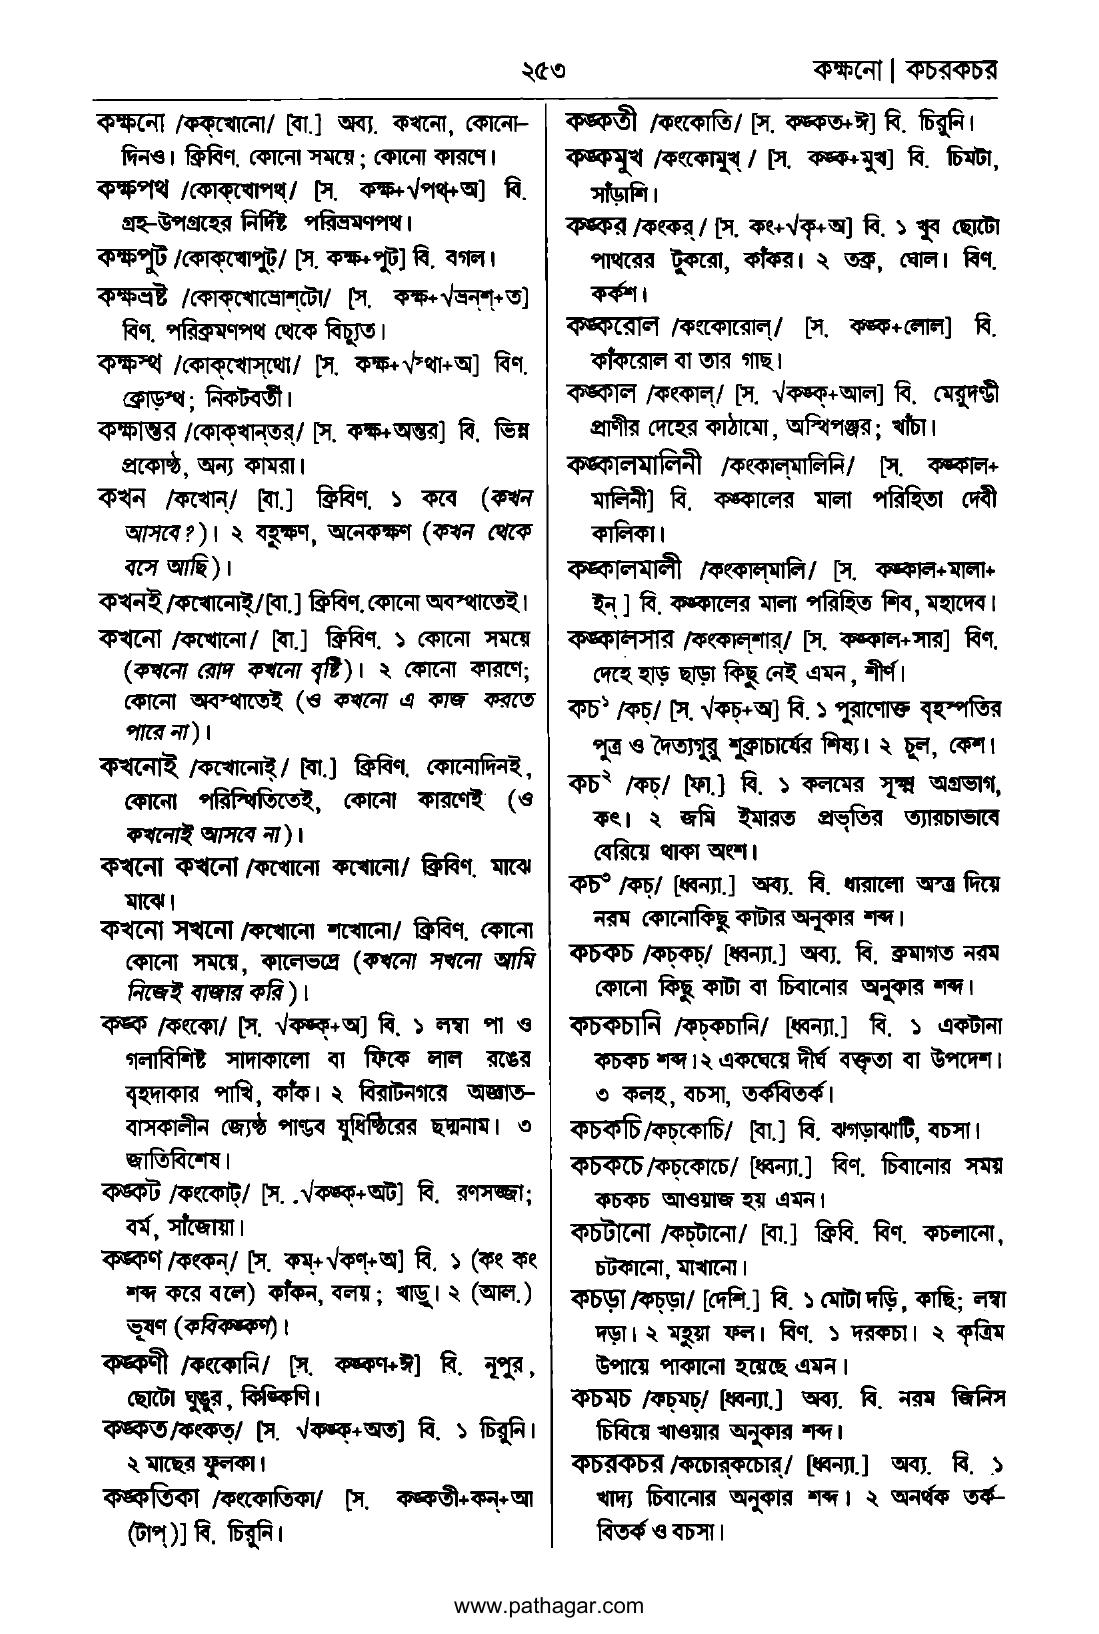 ২৫৩
কক্ষনো | কচরকচর
কক্ষনো /কক্‌খোনো/ [বা.] অব্য. কখনো, কোনো-
দিনও। ক্রিবিণ. কোনো সময়ে ; কোনো কারণে।
কক্ষপথ /কোক্‌খোপথ্/ [স. কক্ষ+√পথ্+অ] বি.
গ্রহ-উপগ্রহের নির্দিষ্ট পরিভ্রমণপথ।
কক্ষপুট /কোক্‌খোপুট্/ [স. কক্ষ+পুট] বি. বগল।
কক্ষভ্রষ্ট /কোক্‌খোভ্রোশ্‌টো/ [স. কক্ষ+√ভ্রন্‌শ্+ত]
বিণ. পরিক্রমণপথ থেকে বিচ্যুত।
কক্ষস্থ /কোক্‌খোস্‌থো/ [স. কক্ষ+√স্থা+অ] বিণ.
ক্রোড়স্থ ; নিকটবর্তী।
কক্ষান্তর /কোক্‌খান্‌তর্/ [স. কক্ষ+অন্তর] বি. ভিন্ন
প্রকোষ্ঠ, অন্য কামরা।
কখন /কখোন্/ [বা.] ক্রিবিণ. ১ কবে (কখন
আসবে?)। ২ বহুক্ষণ, অনেকক্ষণ (কখন থেকে
বসে আছি)।
কখনই /কখোনোই্/ [বা.] ক্রিবিণ. কোনো অবস্থাতেই।
কখনো /কখোনো/ [বা.] ক্রিবিণ. ১ কোনো সময়ে
(কখনো রোদ কখনো বৃষ্টি)। ২ কোনো কারণে;
কোনো অবস্থাতেই (ও কখনো এ কাজ করতে
পারে না)।
কখনোই /কখোনোই্/ [বা.] ক্রিবিণ. কোনোদিনই,
কোনো পরিস্থিতিতেই, কোনো কারণেই (ও
কখনোই আসবে না)।
কখনো কখনো /কখোনো কখোনো/ ক্রিবিণ. মাঝে
মাঝে।
কখনো সখনো /কখোনো শখোনো/ ক্রিবিণ. কোনো
কোনো সময়ে, কালেভদ্রে (কখনো সখনো আমি
নিজেই বাজার করি)।
কঙ্ক /কংকো/ [স. √কঙ্ক্+অ] বি. ১ লম্বা পা ও
গলাবিশিষ্ট সাদাকালো বা ফিকে লাল রঙের
বৃহদাকার পাখি, কাঁক। ২ বিরাটনগরে অজ্ঞাত-
বাসকালীন জ্যেষ্ঠ পাণ্ডব যুধিষ্ঠিরের ছদ্মনাম। ৩
জাতিবিশেষ।
কঙ্কট /কংকোট্/ [স. .√কঙ্ক্+অট] বি. রণসজ্জা;
বর্ম, সাঁজোয়া।
কঙ্কণ /কংকন্/ [স. কম্+√কণ্+অ] বি. ১ (কং কং
শব্দ করে বলে) কাঁকন, বলয় ; খাড়ু। ২ (আল.)
ভূষণ (কবিকঙ্কণ)।
কঙ্কণী /কংকোনি/ [স. কঙ্কণ+ঈ] বি. নূপুর,
ছোটো ঘুঙুর, কিঙ্কিণি।
কঙ্কত /কংকত্/ [স. √কঙ্ক্+অত] বি. ১ চিরুনি।
২ মাছের ফুলকা।
কঙ্কতিকা /কংকোতিকা/ [স. কঙ্কতী+কন্+আ
(টাপ্)] বি. চিরুনি।
কঙ্কতী /কংকোতি/ [স. কঙ্কত+ঈ] বি. চিরুনি।
কঙ্কমুখ /কংকোমুখ্ / [স. কঙ্ক+মুখ] বি. চিমটা,
সাঁড়াশি।
কঙ্কর /কংকর্/ [স. কং+√কৃ+অ] বি. ১ খুব ছোটো
পাথরের টুকরো, কাঁকর। ২ তক্র, ঘোল। বিণ.
কর্কশ।
কঙ্করোল /কংকোরোল্/ [স. কঙ্ক+লোল] বি.
কাঁকরোল বা তার গাছ।
কঙ্কাল /কংকাল্/ [স. √কঙ্ক্+আল] বি. মেরুদণ্ডী
প্রাণীর দেহের কাঠামো, অস্থিপঞ্জর ; খাঁচা।
কঙ্কালমালিনী /কংকাল্‌মালিনি/ [স. কঙ্কাল+
মালিনী] বি. কঙ্কালের মালা পরিহিতা দেবী
কালিকা।
কঙ্কালমালী /কংকাল্‌মালি/ [স. কঙ্কাল+মালা+
ইন্ ] বি. কঙ্কালের মালা পরিহিত শিব, মহাদেব।
কঙ্কালসার /কংকাল্‌শার্/ [স. কঙ্কাল+সার] বিণ.
দেহে হাড় ছাড়া কিছু নেই এমন, শীর্ণ।
কচ১ /কচ্/ [স. √কচ্+অ] বি. ১ পুরাণোক্ত বৃহস্পতির
পুত্র ও দৈত্যগুরু শুক্রাচার্যের শিষ্য। ২ চুল, কেশ।
কচ২ /কচ্/ [ফা.] বি. ১ কলমের সূক্ষ্ম অগ্রভাগ,
কৎ। ২ জমি ইমারত প্রভৃতির ত্যারচাভাবে
বেরিয়ে থাকা অংশ।
কচ৩ /কচ্/ [ধ্বন্যা.] অব্য. বি. ধারালো অস্ত্র দিয়ে
নরম কোনোকিছু কাটার অনুকার শব্দ।
কচকচ /কচ্‌কচ্/ [ধ্বন্যা.] অব্য. বি. ক্রমাগত নরম
কোনো কিছু কাটা বা চিবানোর অনুকার শব্দ।
কচকচানি /কচ্‌কচানি/ [ধ্বন্যা.] বি. ১ একটানা
কচকচ শব্দ। ২ একঘেয়ে দীর্ঘ বক্তৃতা বা উপদেশ।
৩ কলহ, বচসা, তর্কবিতর্ক।
কচকচি /কচ্‌কোচি/ [বা.] বি. ঝগড়াঝাটি, বচসা।
কচকচে /কচ্‌কোচে/ [ধ্বন্যা.] বিণ. চিবানোর সময়
কচকচ আওয়াজ হয় এমন।
কচটানো /কচ্‌টানো/ [বা.] ক্রিবি. বিণ. কচলানো,
চটকানো, মাখানো।
কচড়া /কচ্‌ড়া/ [দেশি.] বি. ১ মোটা দড়ি, কাছি; লম্বা
দড়া। ২ মহুয়া ফল। বিণ. ১ দরকচা। ২ কৃত্রিম
উপায়ে পাকানো হয়েছে এমন।
কচমচ /কচ্‌মচ্/ [ধ্বন্যা.] অব্য. বি. নরম জিনিস
চিবিয়ে খাওয়ার অনুকার শব্দ।
কচরকচর /কচোর্‌কচোর্/ [ধ্বন্যা.] অব্য. বি. ১
খাদ্য চিবানোর অনুকার শব্দ। ২ অনর্থক তর্ক-
বিতর্ক ও বচসা।
www.pathagar.com